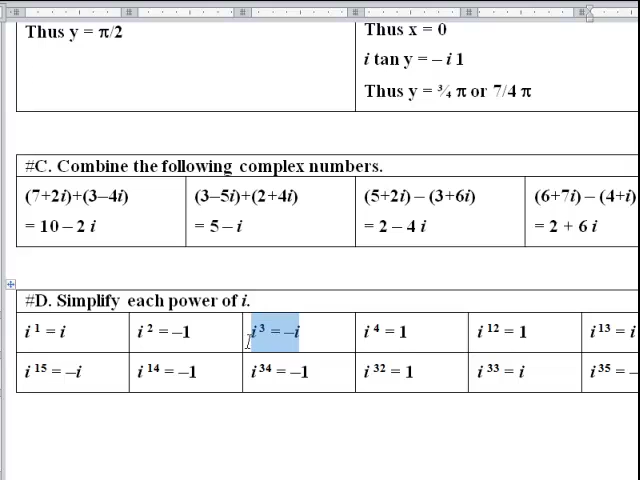 Thus y = π/2
Thus x = 0
i tan y = – i 1
Thus y = ¾ π or 7/4 π
#C. Combine the following complex numbers.
(7+2i)+(3–4i) (3–5i)+(2+4i) (5+2i) – (3+6i) (6+7i) – (4+i)
= 10 – 2 i = 5 – i = 2 – 4 i = 2 + 6 i
#D. Simplify each power of i.
i ¹ = i i ² = –1 i ³ = –i i ⁴ = 1 i ¹² = 1 i ¹³ = i
i ¹⁵ = –i i ¹⁴ = –1 i ³⁴ = –1 i ³² = 1 i ³³ = i i ³⁵ = –